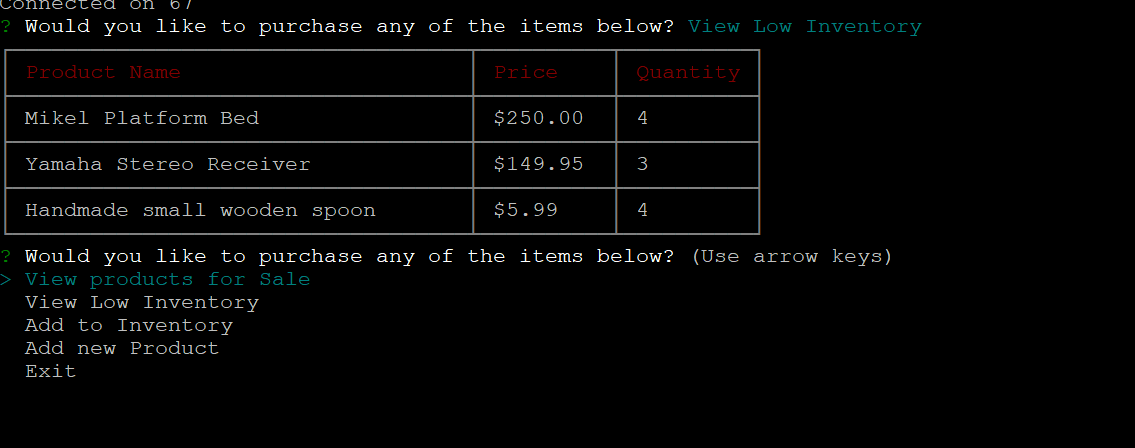 Connected on 67
? Would you like to purchase any of the items below? View Low Inventory
Product Name Price Quantity
Mikel Platform Bed $250.00 4
Yamaha Stereo Receiver $149.95 3
Handmade small wooden spoon $5.99 4
? Would you like to purchase any of the items below? (Use arrow keys)
> View products for Sale
View Low Inventory
Add to Inventory
Add new Product
Exit